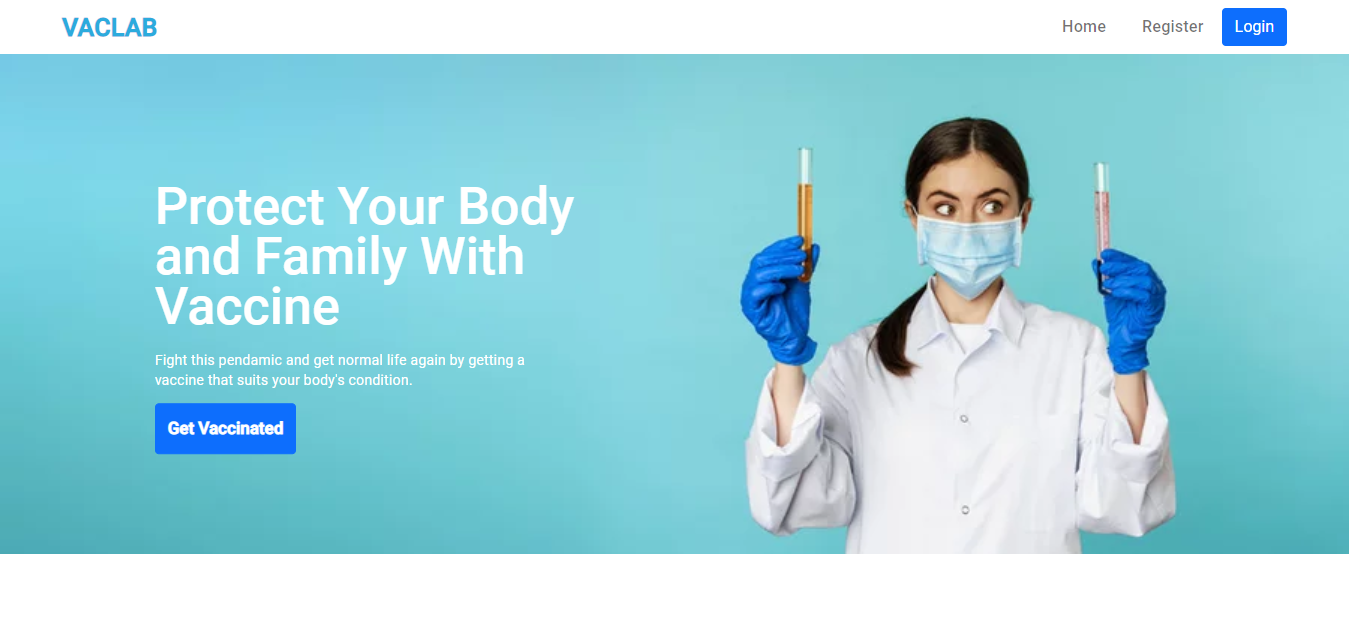 VACLAB
Home
Register
Login
Protect Your Body
and Family With
Vaccine
Fight this pendamic and get normal life again by getting a
vaccine that suits your body's condition.
Get Vaccinated